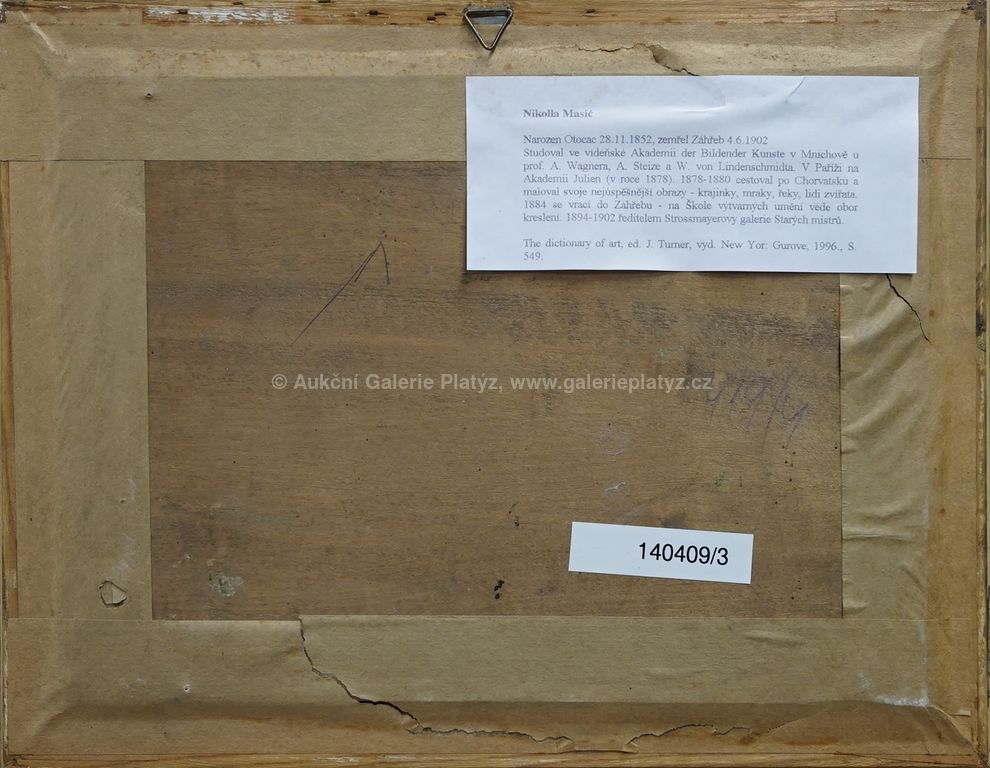 Nikolla Masić
Narozen Otocac 28.11.1852, zemřel Záhřeb 4.6.1902
Studoval ve vídeňské Akademii der Bildender Kunste v Mnichově u
prof. A. Wagnera, A. Steize a W. von Lindenschmidta. V Paříži na
Akademii Julien (v roce 1878). 1878-1880 cestoval po Chorvatsku a
maloval svoje nejúspěšnější obrazy - krajinky, mraky, řeky, lidi zvířata.
1884 se vrací do Záhřebu - na Škole výtvarných umění vede obor
kreslení. 1894-1902 ředitelem Strossmayerovy galerie Starých mistrů.
The dictionary of art, ed. J. Turner, vyd. New Yor: Gurove, 1996., S.
549.
© Aukční Galerie Platýz, www.galerieplatyz.cz
140409/3